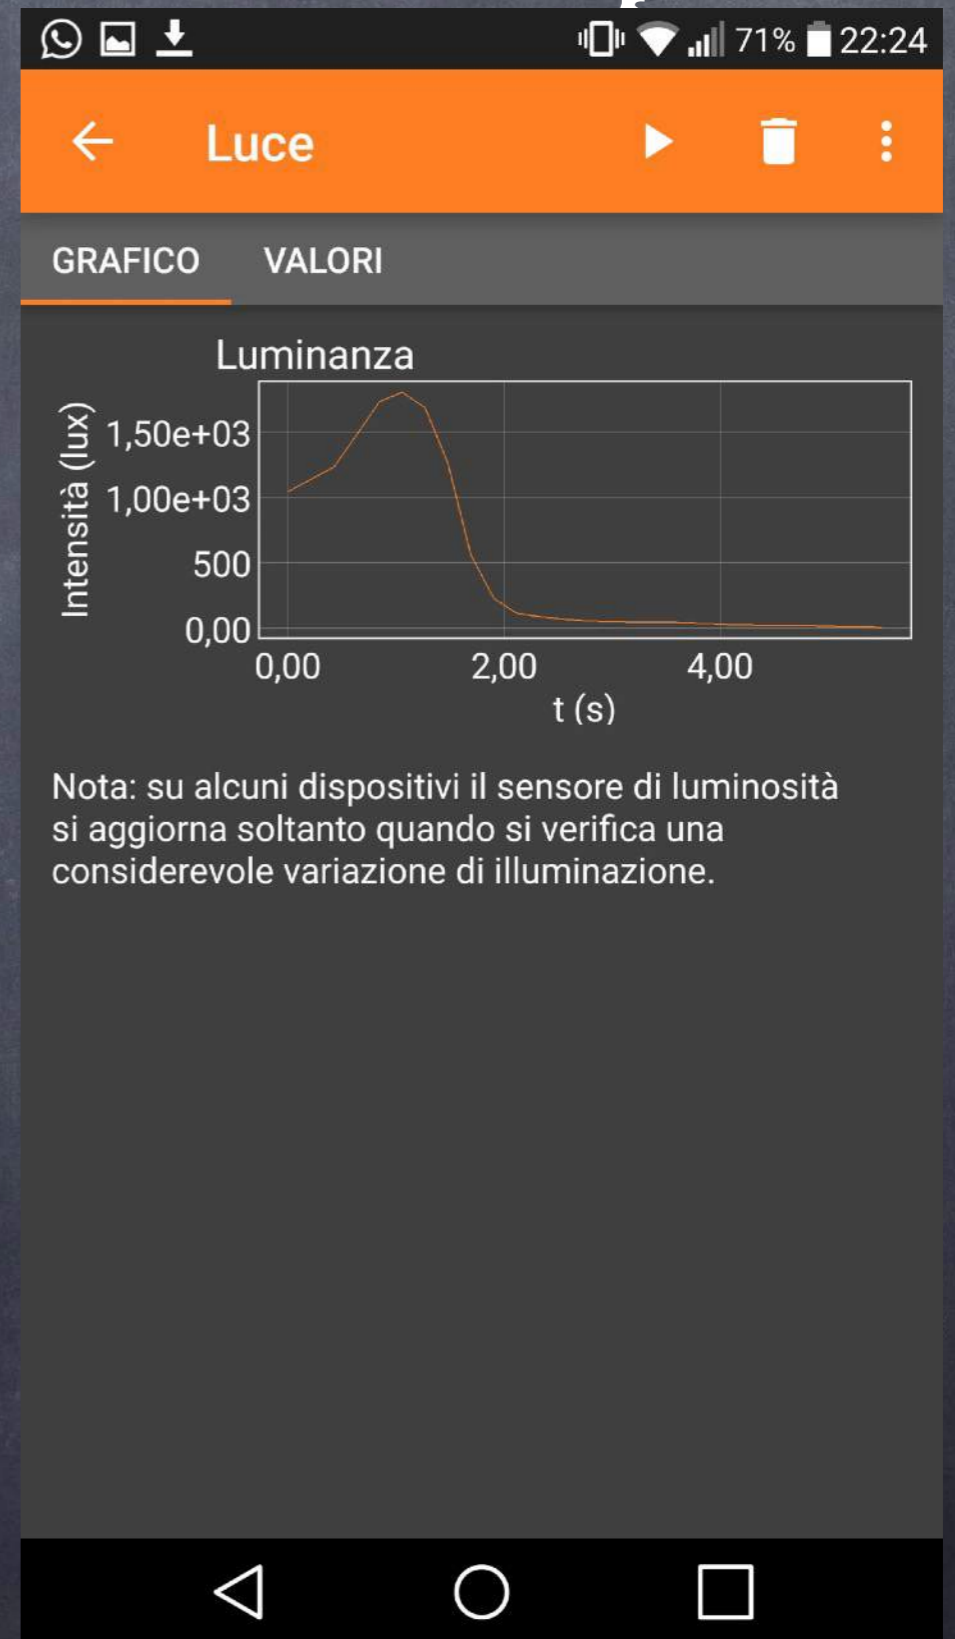 71% 22:24
Luce
GRAFICO VALORI
Luminanza
Intensità (lux)
1,50e+03
1,00e+03
500
0,00
0,00 2,00 4,00
t (s)
Nota: su alcuni dispositivi il sensore di luminosità
si aggiorna soltanto quando si verifica una
considerevole variazione di illuminazione.